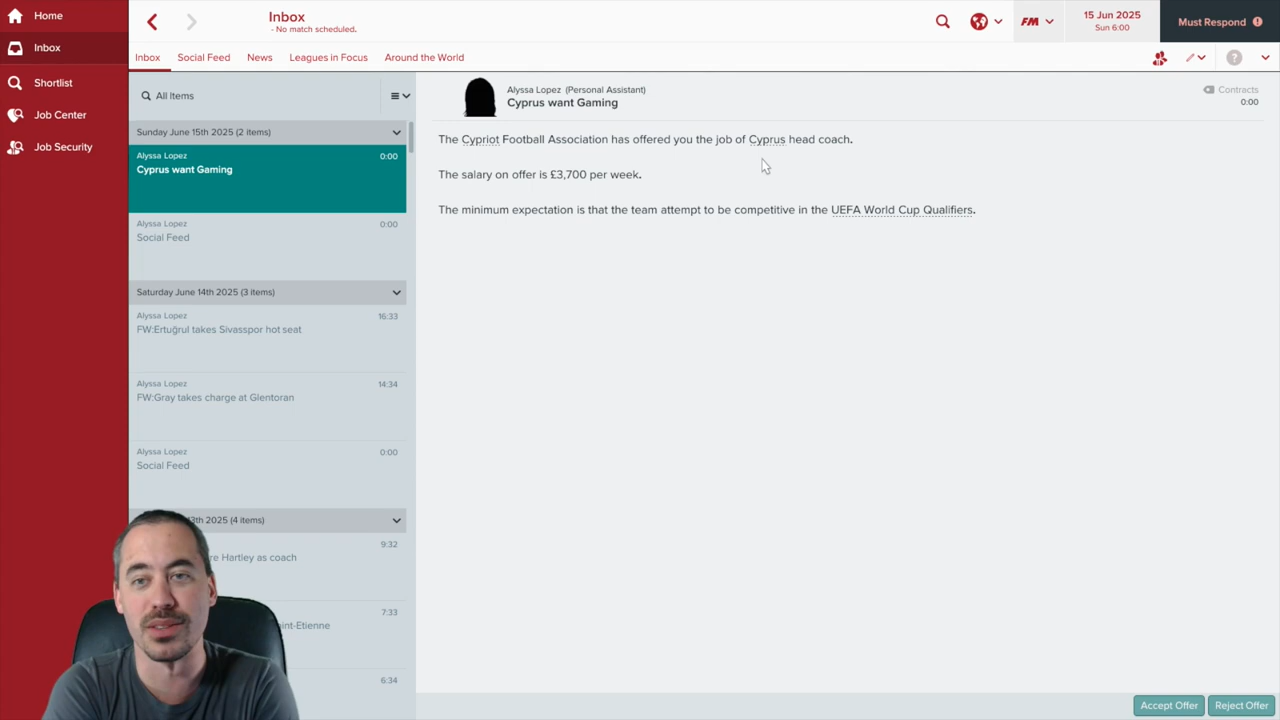 Home
Inbox
Shortlist
Job Center
Job Security
Inbox
- No match scheduled.
FM
15 Jun 2025
Sun 6:00
Must Respond
Inbox
Social Feed
News
Leagues in Focus
Around the World
All Items
Sunday June 15th 2025 (2 items)
Alyssa Lopez 0:00
Cyprus want Gaming
Alyssa Lopez 0:00
Social Feed
Saturday June 14th 2025 (3 items)
Alyssa Lopez 16:33
FW:Ertuğrul takes Sivasspor hot seat
Alyssa Lopez 14:34
FW:Gray takes charge at Glentoran
Alyssa Lopez 0:00
Social Feed
13th 2025 (4 items)
9:32
re Hartley as coach
7:33
int-Etienne
6:34
Alyssa Lopez (Personal Assistant)
Cyprus want Gaming
Contracts
0:00
The Cypriot Football Association has offered you the job of Cyprus head coach.
The salary on offer is £3,700 per week.
The minimum expectation is that the team attempt to be competitive in the UEFA World Cup Qualifiers.
Accept Offer
Reject Offer